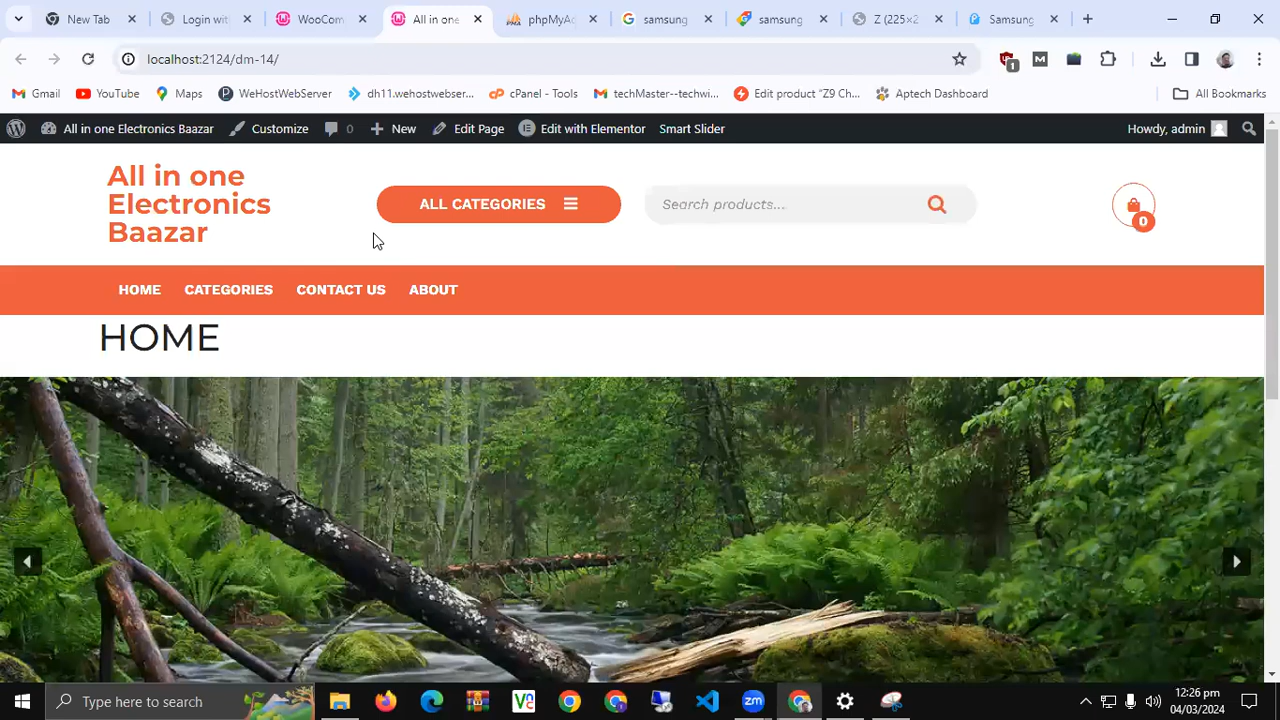 New Tab
Login wit
WooCom
All in one
phpMyAc
samsung
samsung
Z (225×2
Samsung
localhost:2124/dm-14/
1
Gmail
YouTube
Maps
WeHostWebServer
dh11.wehostwebser...
cPanel - Tools
techMaster--techwi...
Edit product "Z9 Ch...
Aptech Dashboard
All Bookmarks
All in one Electronics Baazar
Customize
0
New
Edit Page
Edit with Elementor
Smart Slider
Howdy, admin
All in one
Electronics
Baazar
ALL CATEGORIES
Search products...
0
HOME
CATEGORIES
CONTACT US
ABOUT
HOME
Type here to search
12:26 pm
04/03/2024